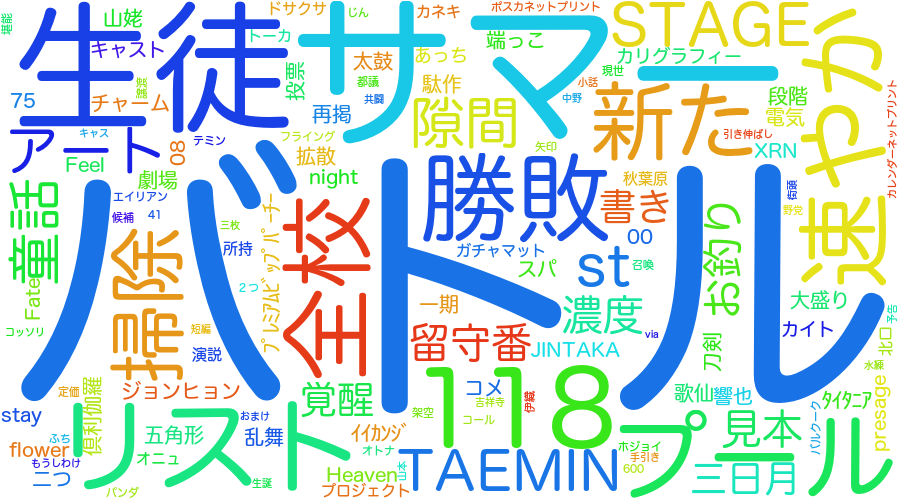 堪能
山姥
ドサクサ
じん
カネキ
ポスカネットプリント
STAGE
トーカ
あっち
端っこ
カリグラフィー
生徒
サマー
キャスト
太鼓
都議
現世
75
チャーム
譲渡
投票
共闘
駄作
小話
段階
速やか
再掲
隙間
中野
新た
電気
引き伸ばし
アート
キャス
テミン
フライング
矢印
XRN
カレンダーネットプリント
08
拡散
Feel
劇場
night
勝敗
秋葉原
童話
エイリアン
三枚
バトル
書き
野党
候補
41
全校
00
お釣り
所持
ガチャマット
st
掃除
プレミアムビップパーチー
スパ
召喚
Fate
2つ
大盛り
一期
濃度
予告
コッソリ
短編
留守番
via
刀剣
カイト
北口
演説
JINTAKA
水練
定価
ジョンヒョン
118
プール
倶利伽羅
覚醒
コメ
伊織
歌仙
響也
タイタニア
presage
stay
リスト
おまけ
架空
吉祥寺
見本
コール
ふち
五角形
乱舞
イイカンジ
バルクーク
flower
オトナ
ホジョイ
もうしわけ
オニュ
手引き
二つ
Heaven
山本
TAEMIN
600
三日月
パンダ
生誕
プロジェクト